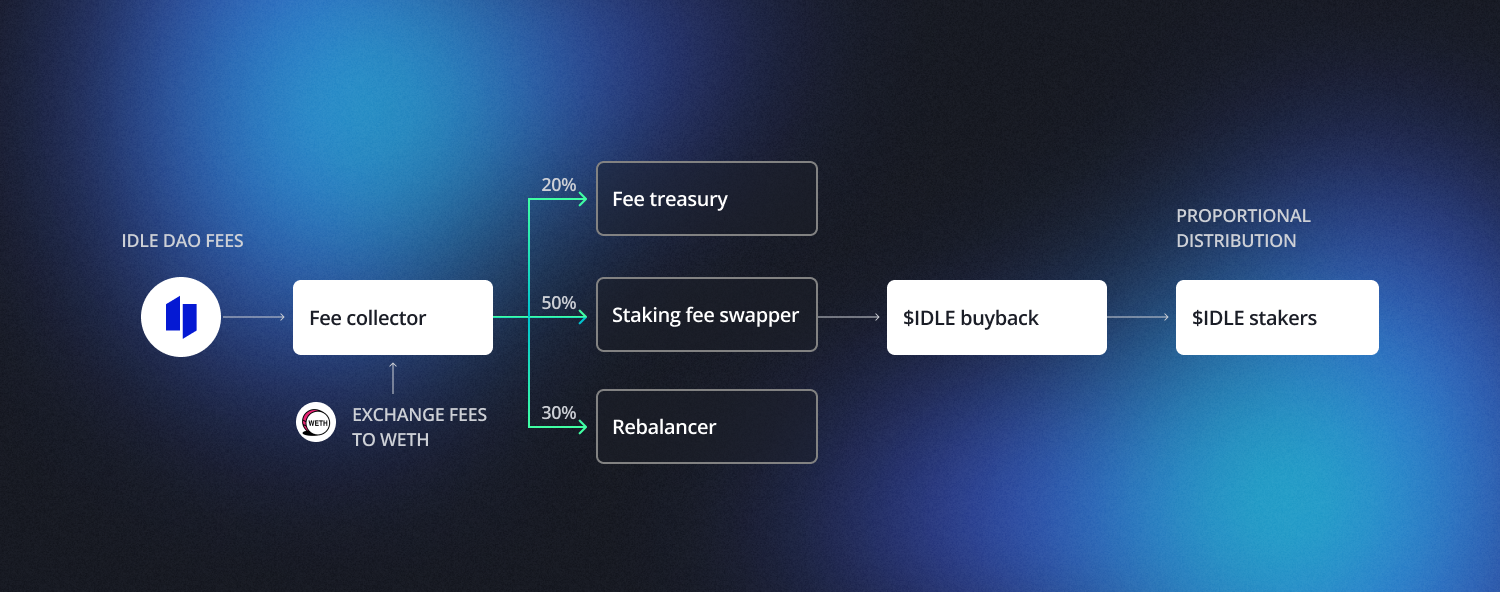 IDLE DAO FEES
Fee collector
WETH
EXCHANGE FEES
TO WETH
20%
Fee treasury
50%
Staking fee swapper
30%
Rebalancer
$IDLE buyback
PROPORTIONAL
DISTRIBUTION
$IDLE stakers